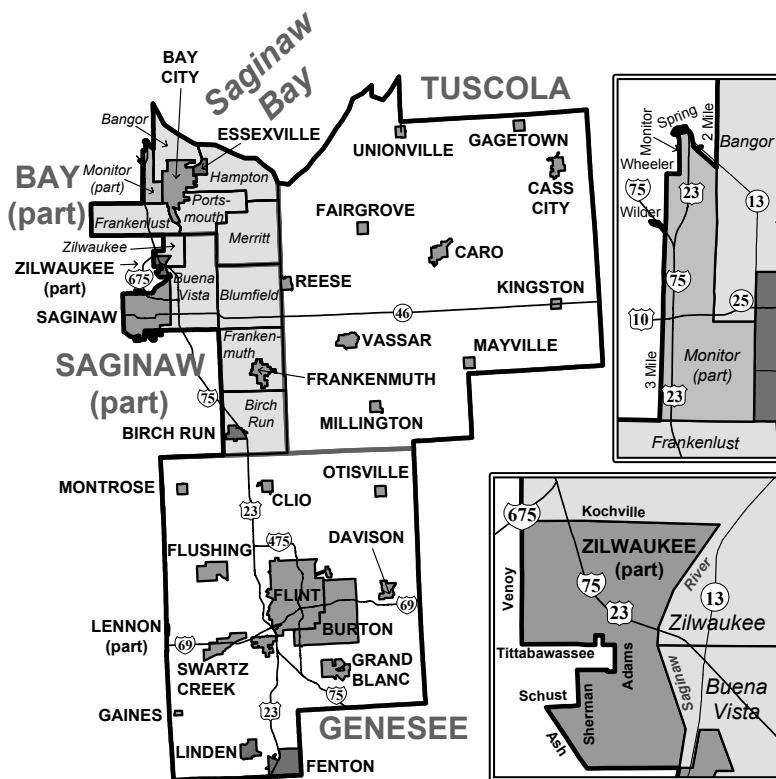 BAY
CITY
Saginaw
Bay
TUSCOLA
Bangor
ESSEXVILLE
UNIONVILLE
GAGETOWN
Monitor
(part)
Hampton
CASS
CITY
BAY
(part)
Ports-
mouth
Frankenlust
FAIRGROVE
Merritt
Zilwaukee
CARO
ZILWAUKEE
(part)
675
Buena
Vista
Blumfield
REESE
KINGSTON
SAGINAW
46
Franken-
muth
VASSAR
MAYVILLE
SAGINAW
(part)
FRANKENMUTH
75
Birch
Run
MILLINGTON
BIRCH RUN
MONTROSE
CLIO
OTISVILLE
23
475
DAVISON
FLUSHING
FLINT
69
BURTON
LENNON
(part)
69
SWARTZ
CREEK
GRAND
BLANC
75
GAINES
23
GENESEE
LINDEN
FENTON
Monitor
Spring
2 Mile
Bangor
Wheeler
75
23
13
Wilder
75
25
10
3 Mile
Monitor
(part)
23
Frankenlust
675
Kochville
ZILWAUKEE
(part)
Venoy
75
River
13
23
Zilwaukee
Tittabawassee
Adams
Saginaw
Buena
Vista
Schust
Sherman
Ash